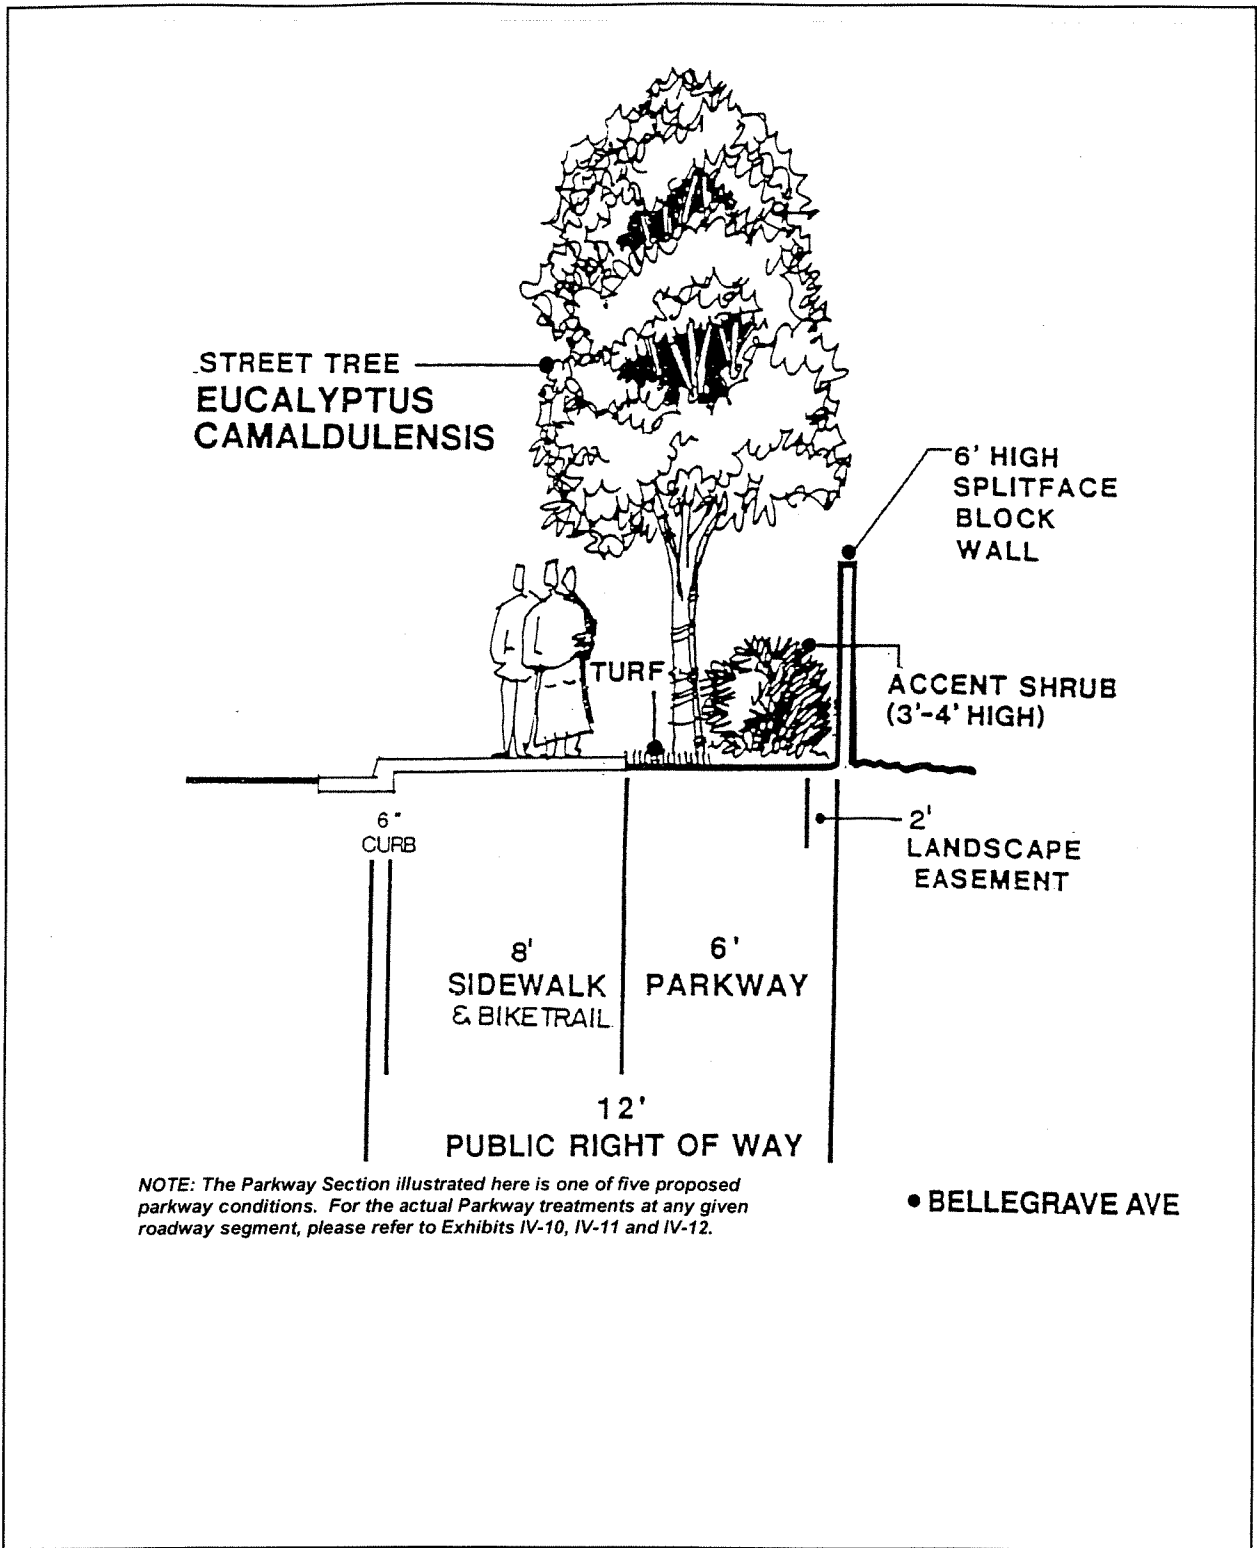 STREET TREE
EUCALYPTUS
CAMALDULENSIS
6' HIGH
SPLITFACE
BLOCK
WALL
TURF
ACCENT SHRUB
(3'-4' HIGH)
6"
CURB
2'
LANDSCAPE
EASEMENT
8'
SIDEWALK
& BIKETRAIL
6'
PARKWAY
12'
PUBLIC RIGHT OF WAY
NOTE: The Parkway Section illustrated here is one of five proposed
parkway conditions. For the actual Parkway treatments at any given
roadway segment, please refer to Exhibits IV-10, IV-11 and IV-12.
• BELLEGRAVE AVE